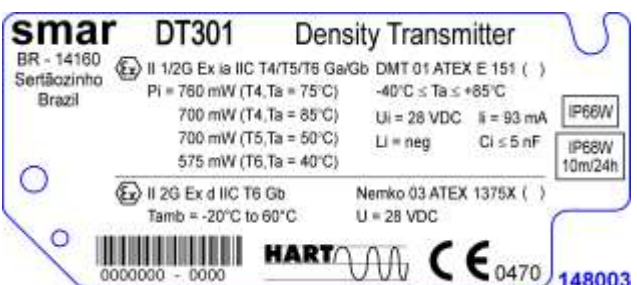 smar DT301 Density Transmitter
BR - 14160
Sertãozinho
Brazil
Ex II 1/2G Ex ia IIC T4/T5/T6 Ga/Gb DMT 01 ATEX E 151 ( )
Pi = 760 mW (T4,Ta = 75°C) -40°C ≤ Ta ≤ +85°C
700 mW (T4,Ta = 85°C) Ui = 28 VDC Ii = 93 mA
700 mW (T5,Ta = 50°C) Li = neg Ci ≤ 5 nF
575 mW (T6,Ta = 40°C)
IP66W
IP68W
10m/24h
Ex II 2G Ex d IIC T6 Gb Nemko 03 ATEX 1375X ( )
Tamb = -20°C to 60°C U = 28 VDC
0000000 - 0000
HART
CE 0470
148003